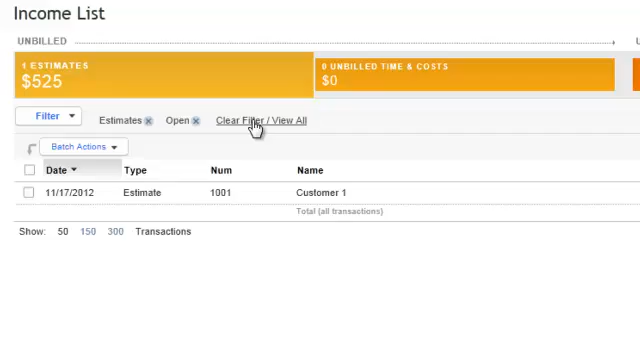 Income List
UNBILLED
1 ESTIMATES
$525
0 UNBILLED TIME & COSTS
$0
Filter
Estimates
Open
Clear Filter / View All
Batch Actions
Date Type Num Name
11/17/2012 Estimate 1001 Customer 1
Total (all transactions)
Show: 50 150 300 Transactions